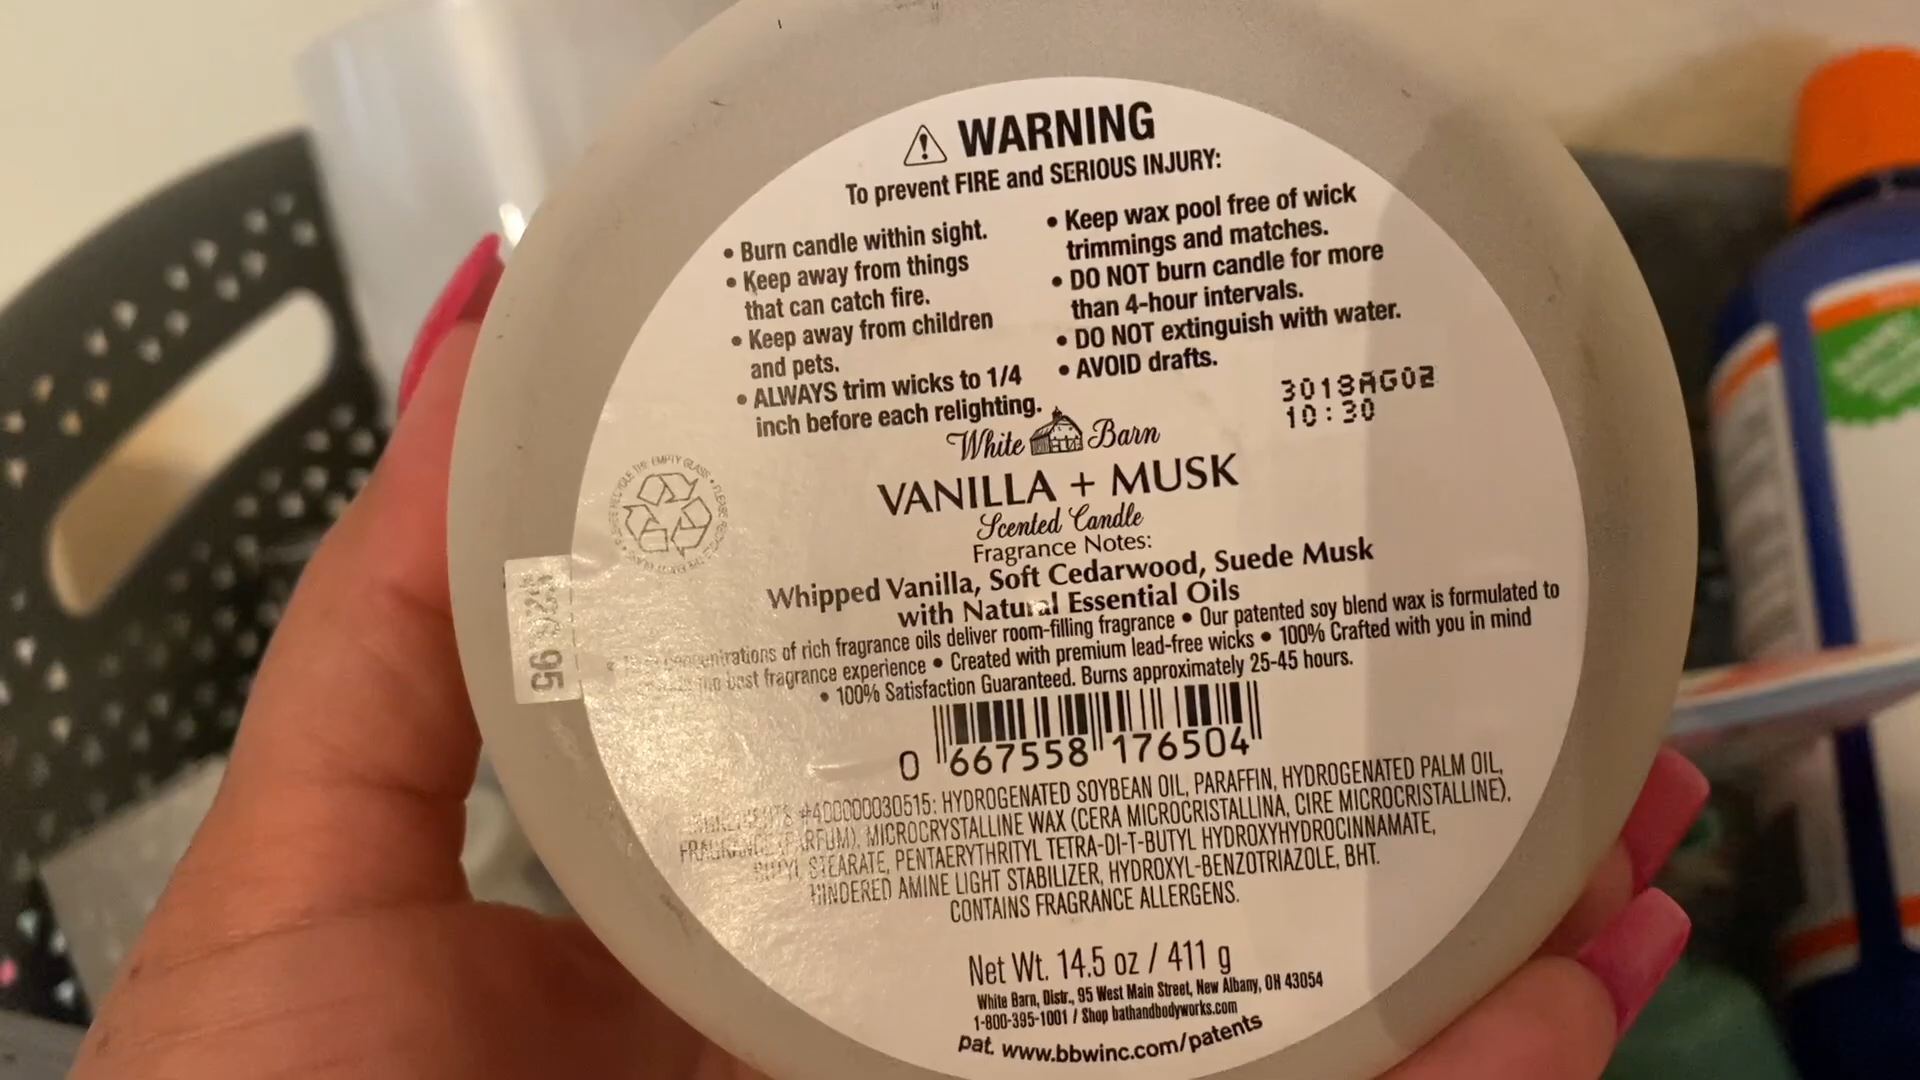 WARNING
To prevent FIRE and SERIOUS INJURY:
• Burn candle within sight.
• Keep away from things
that can catch fire.
• Keep away from children
and pets.
• ALWAYS trim wicks to 1/4
inch before each relighting.
• Keep wax pool free of wick
trimmings and matches.
• DO NOT burn candle for more
than 4-hour intervals.
• DO NOT extinguish with water.
• AVOID drafts.
3018AG02
10:30
White Barn
VANILLA + MUSK
Scented Candle
Fragrance Notes:
Whipped Vanilla, Soft Cedarwood, Suede Musk
with Natural Essential Oils
of rich fragrance oils deliver room-filling fragrance • Our patented soy blend wax is formulated to
best fragrance experience • Created with premium lead-free wicks • 100% Crafted with you in mind
• 100% Satisfaction Guaranteed. Burns approximately 25-45 hours.
95
0 667558 176504
#400000030515: HYDROGENATED SOYBEAN OIL, PARAFFIN, HYDROGENATED PALM OIL,
FRAGRANCE (PARFUM), MICROCRYSTALLINE WAX (CERA MICROCRISTALLINA, CIRE MICROCRISTALLINE),
BUTYL STEARATE, PENTAERYTHRITYL TETRA-DI-T-BUTYL HYDROXYHYDROCINNAMATE,
HINDERED AMINE LIGHT STABILIZER, HYDROXYL-BENZOTRIAZOLE, BHT.
CONTAINS FRAGRANCE ALLERGENS.
Net Wt. 14.5 oz / 411 g
White Barn, Distr., 95 West Main Street, New Albany, OH 43054
1-800-395-1001 / Shop bathandbodyworks.com
pat. www.bbwinc.com/patents